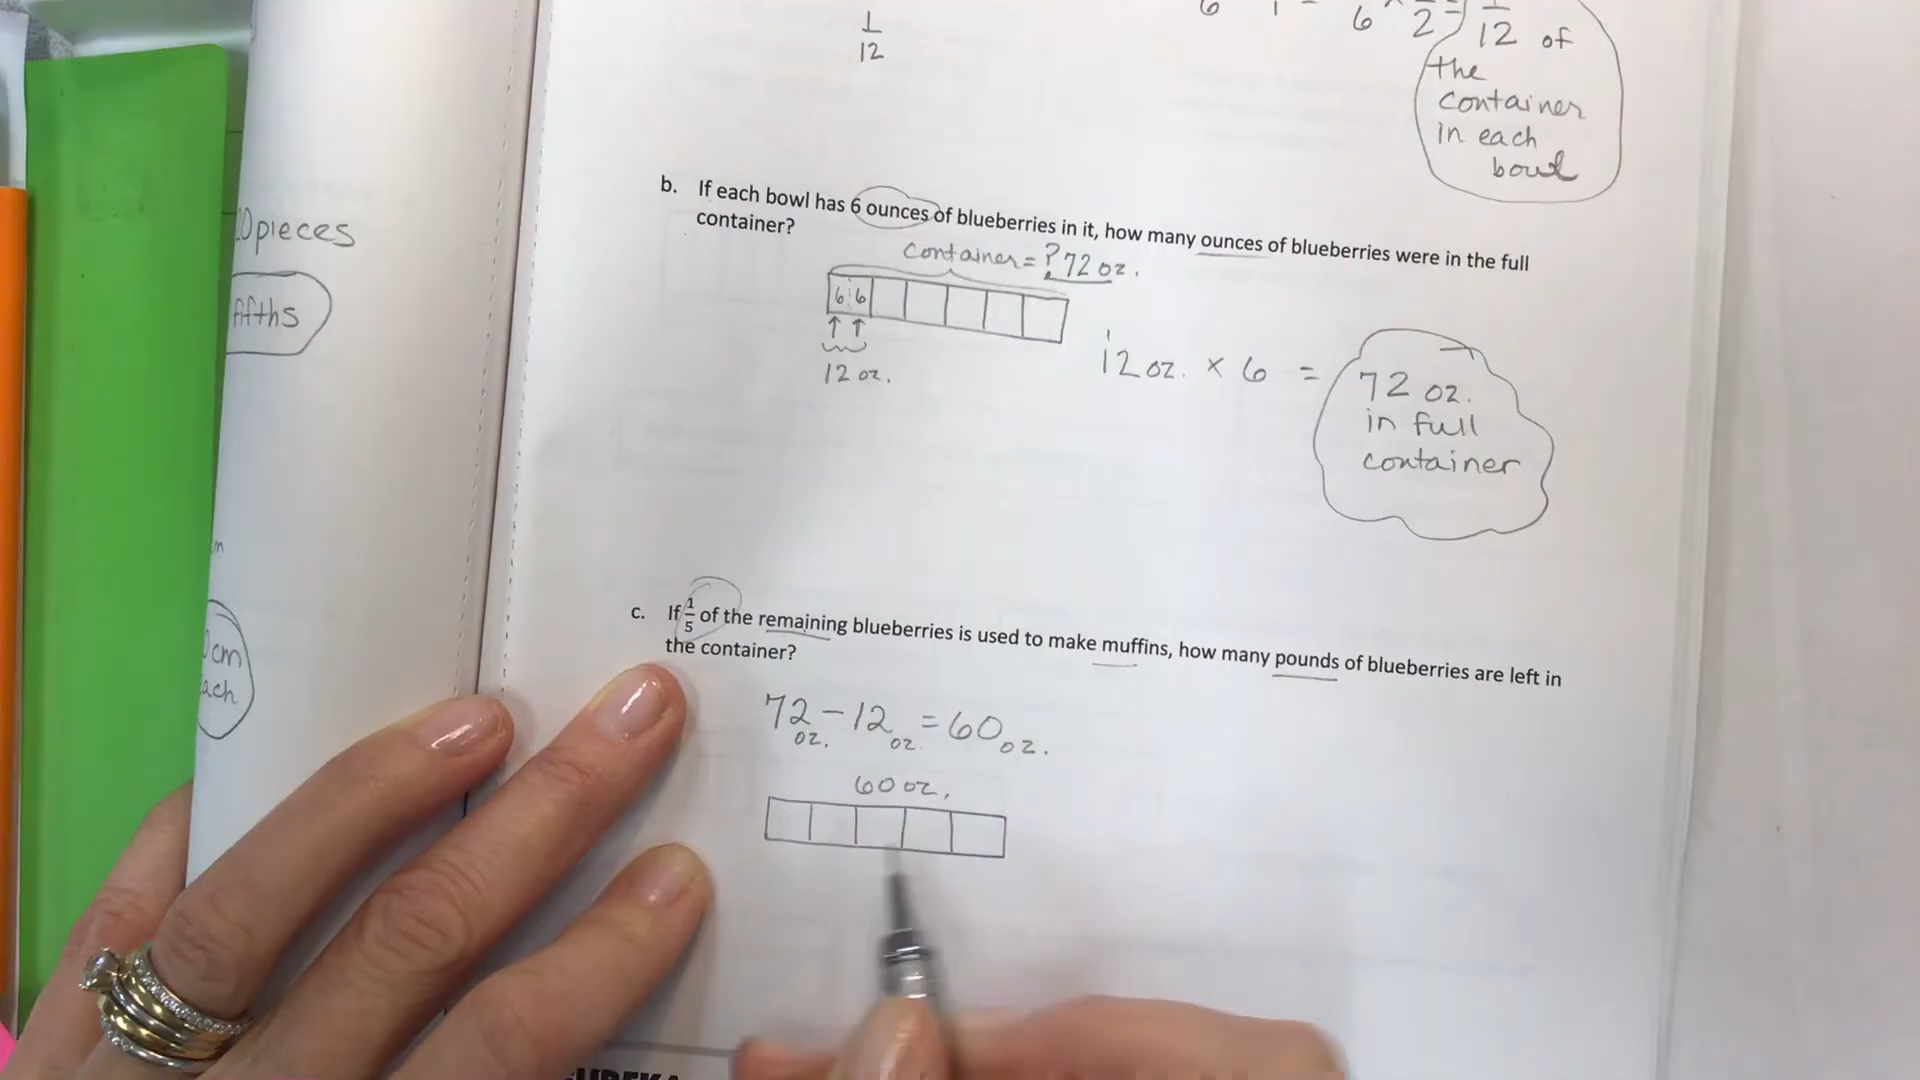 1
12
12 of
the
container
in each
bowl
pieces
fifths
cm
each
b. If each bowl has 6 ounces of blueberries in it, how many ounces of blueberries were in the full
container?
container = ? 72 oz.
6 6
12 oz.
12 oz. × 6 = 72 oz.
in full
container
c. If 1/5 of the remaining blueberries is used to make muffins, how many pounds of blueberries are left in
the container?
72 oz. - 12 oz. = 60 oz.
60 oz.